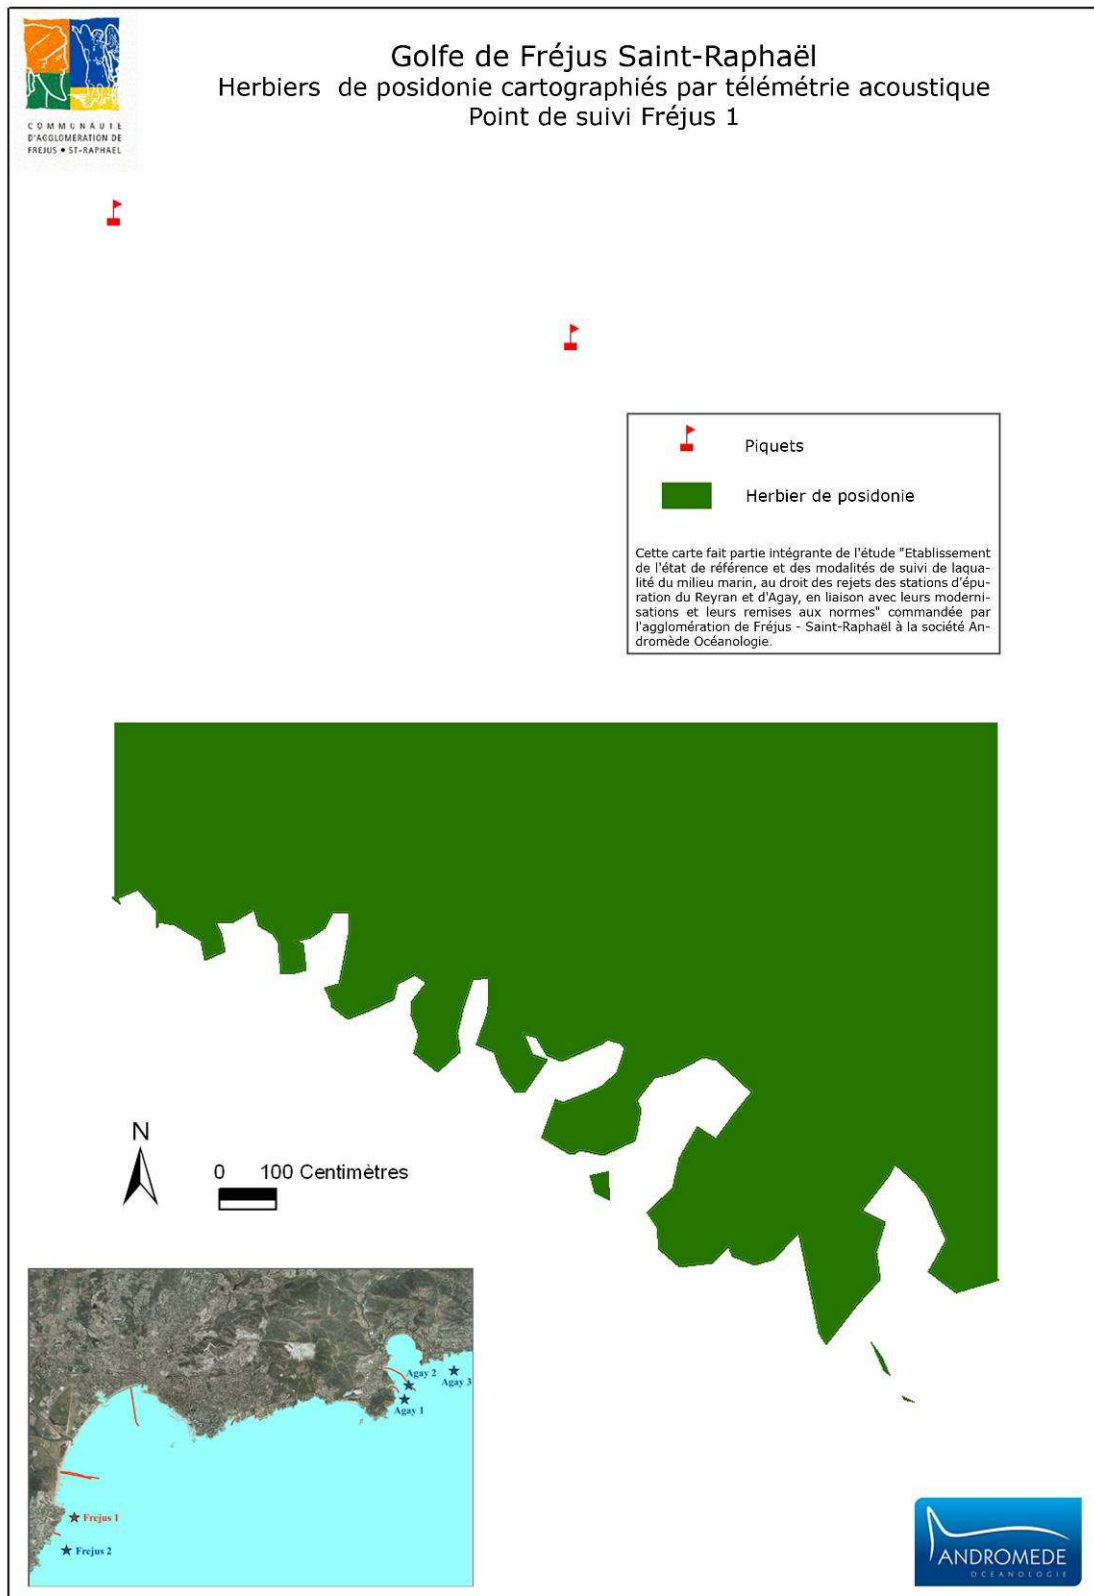 COMMUNAUTE
D'AGGLOMERATION DE
FREJUS • ST-RAPHAEL
Golfe de Fréjus Saint-Raphaël
Herbiers de posidonie cartographiés par télémétrie acoustique
Point de suivi Fréjus 1
Piquets
Herbier de posidonie
Cette carte fait partie intégrante de l'étude "Etablissement
de l'état de référence et des modalités de suivi de laqua-
lité du milieu marin, au droit des rejets des stations d'épu-
ration du Reyran et d'Agay, en liaison avec leurs moderni-
sations et leurs remises aux normes" commandée par
l'agglomération de Fréjus - Saint-Raphaël à la société An-
dromède Océanologie.
N
0 100 Centimètres
Agay 2
Agay 3
Agay 1
Frejus 1
Frejus 2
ANDROMEDE
OCEANOLOGIE